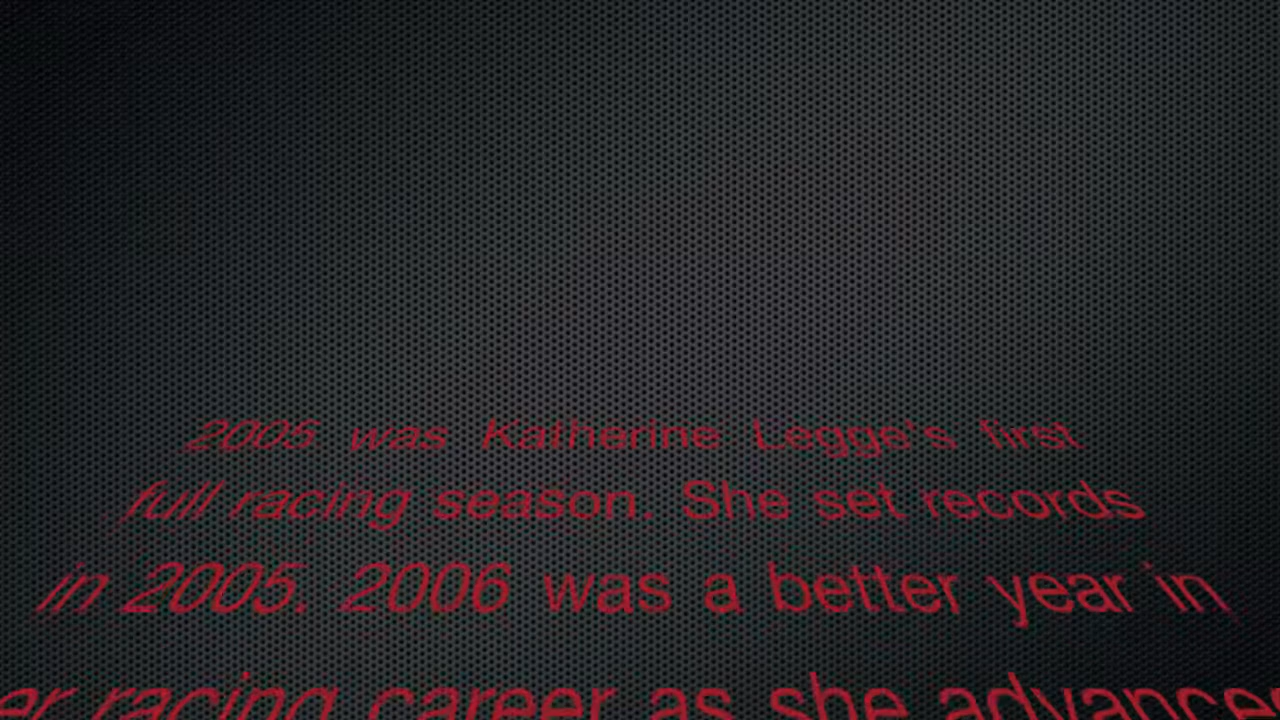 2005 was Katherine Legge's first
full racing season. She set records
in 2005. 2006 was a better year in
racing career as she